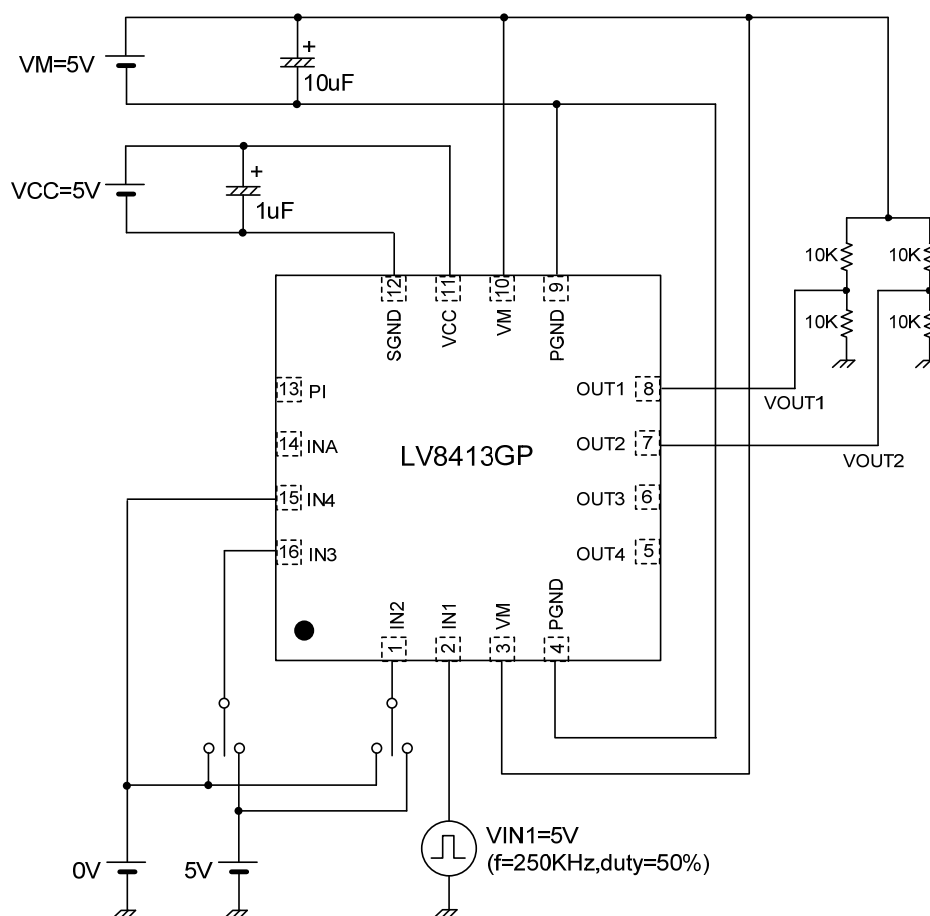 VM=5V
+
10uF
VCC=5V
+
1uF
10K
10K
10K
10K
12
11
10
9
SGND
VCC
VM
PGND
13 PI
OUT1 8
VOUT1
14 INA
LV8413GP
OUT2 7
VOUT2
15 IN4
OUT3 6
16 IN3
OUT4 5
IN2
IN1
VM
PGND
1
2
3
4
0V
5V
VIN1=5V
(f=250KHz,duty=50%)